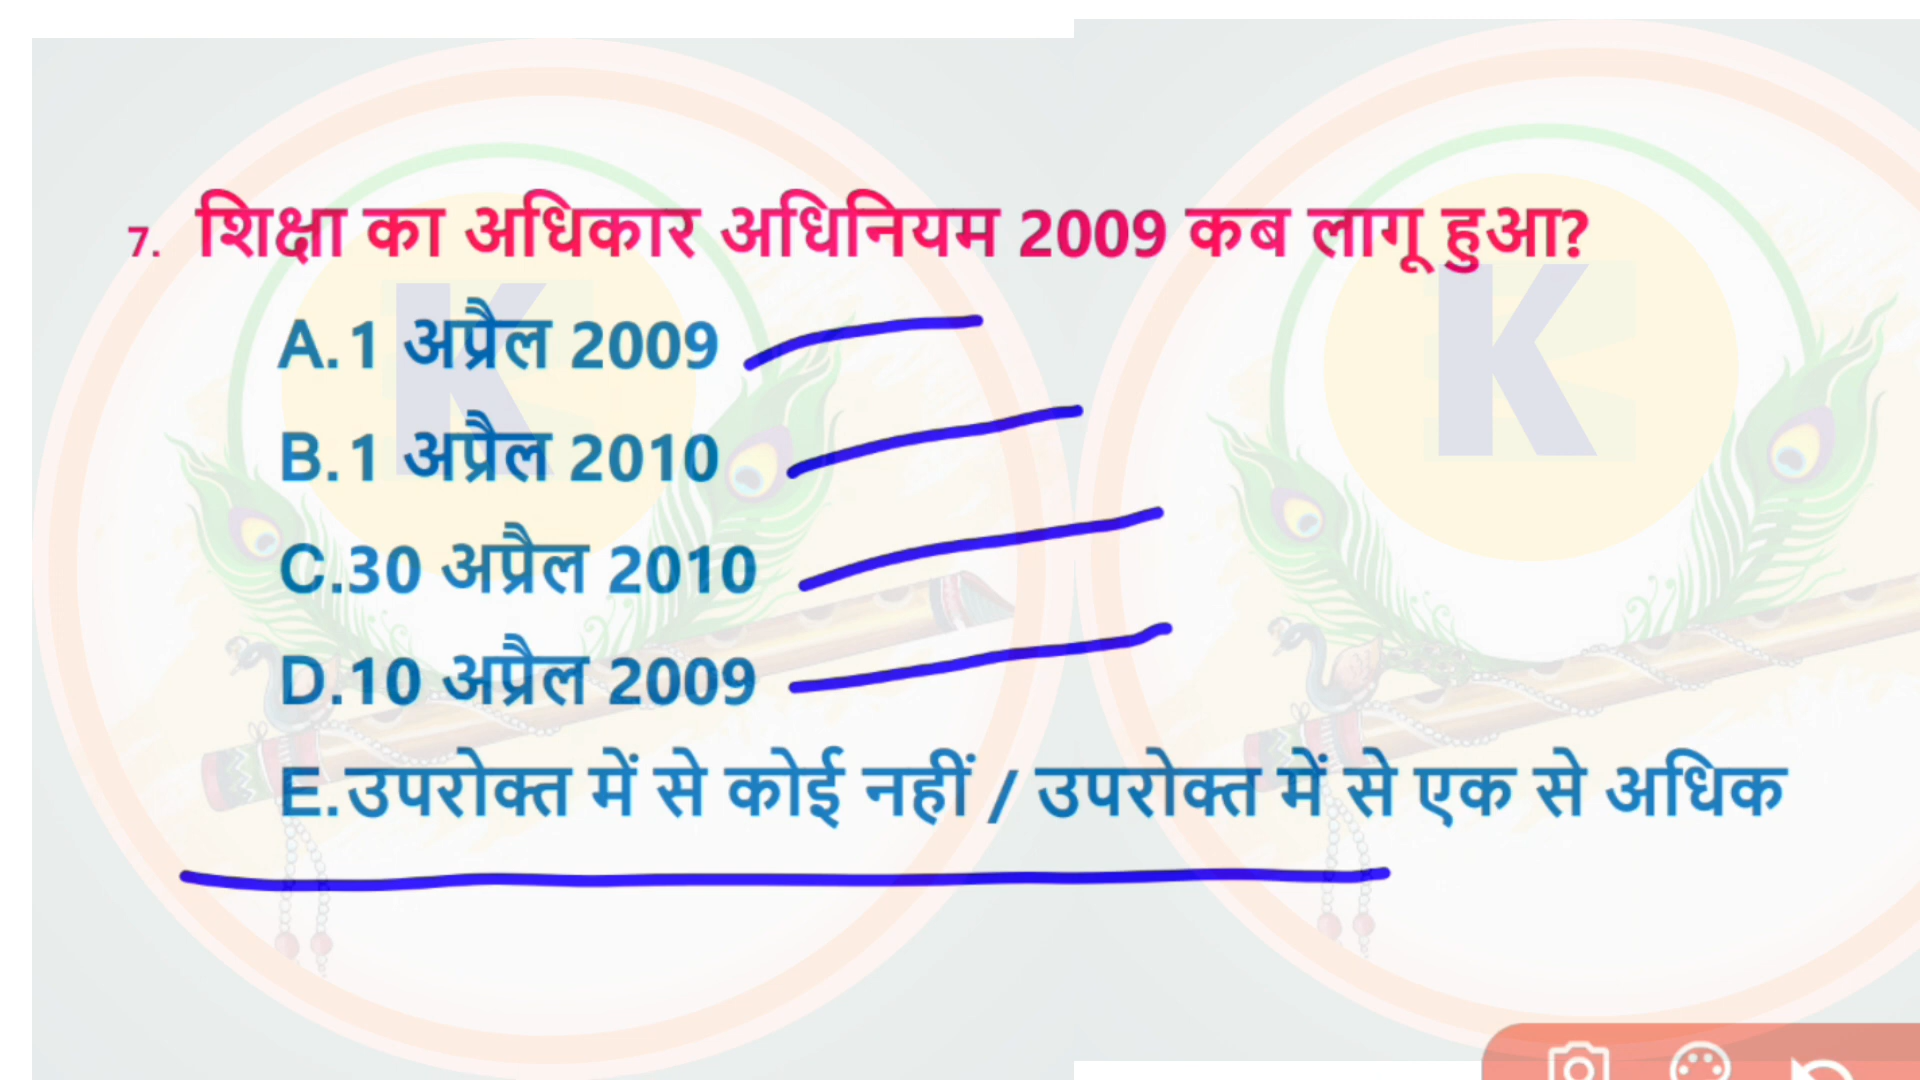 7. शिक्षा का अधिकार अधिनियम 2009 कब लागू हुआ?
A.1 अप्रैल 2009
B.1 अप्रैल 2010
C.30 अप्रैल 2010
D.10 अप्रैल 2009
E.उपरोक्त में से कोई नहीं / उपरोक्त में से एक से अधिक
K
K